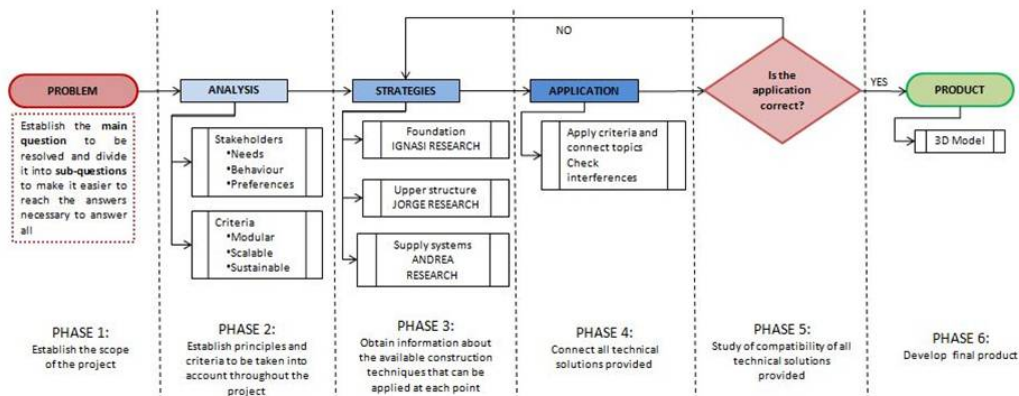 NO
PROBLEM
Establish the main
question to be
resolved and divide
it into sub-questions
to make it easier to
reach the answers
necessary to answer
all
ANALYSIS
Stakeholders
•Needs
•Behaviour
•Preferences
Criteria
•Modular
•Scalable
•Sustainable
STRATEGIES
Foundation
IGNASI RESEARCH
Upper structure
JORGE RESEARCH
Supply systems
ANDREA
RESEARCH
APPLICATION
Apply criteria and
connect topics
Check
interferences
Is the
application
correct?
YES
PRODUCT
3D Model
PHASE 1:
Establish the scope
of the project
PHASE 2:
Establish principles and
criteria to be taken into
account throughout the
project
PHASE 3:
Obtain information about
the available construction
techniques that can be
applied at each point
PHASE 4:
Connect all technical
solutions provided
PHASE 5:
Study of compatibility of all
technical solutions
provided
PHASE 6:
Develop final product